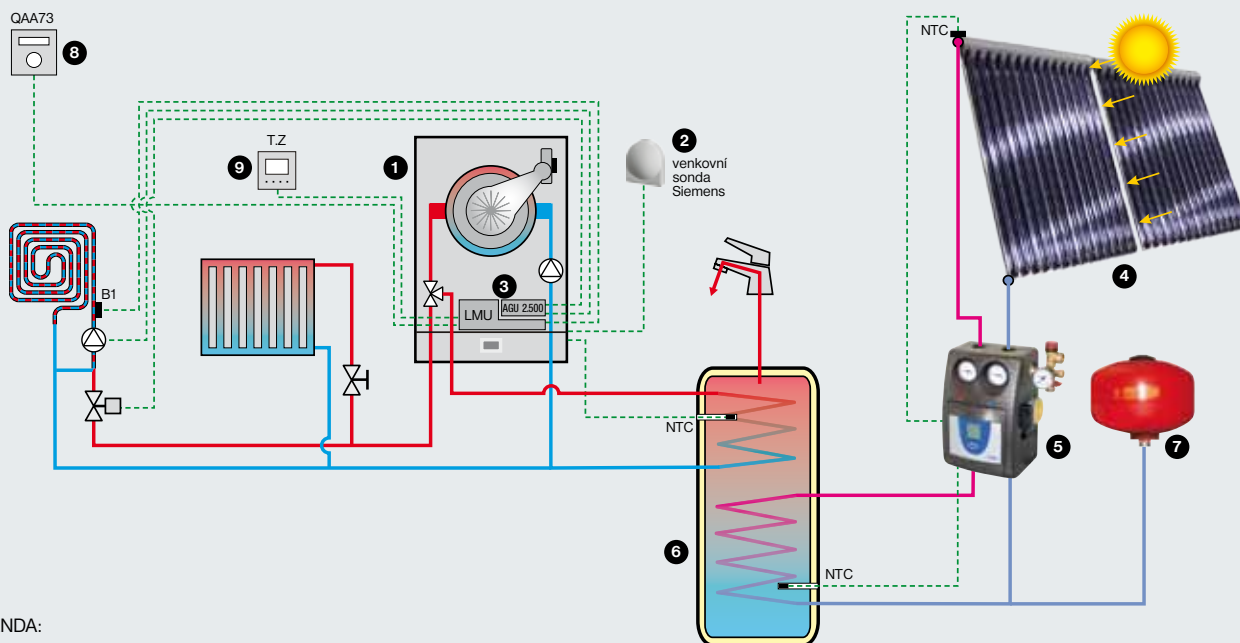 QAA73
8
NTC
T.Z
9
1
2
venkovní
sonda
Siemens
4
B1
3
LMU
AGU 2.500
NTC
5
7
6
NTC
NDA: